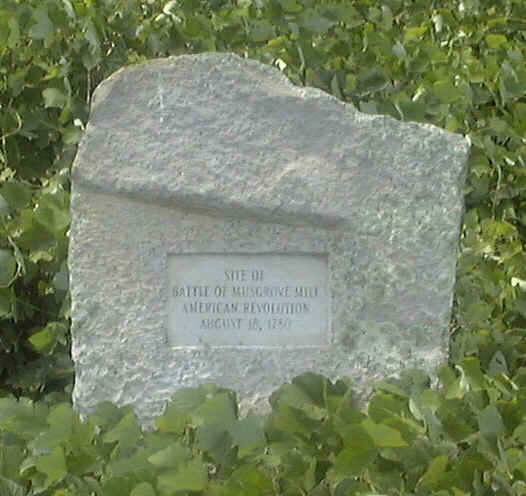 SITE OF
BATTLE OF MUSGROVE MILL
AMERICAN REVOLUTION
AUGUST 18, 1780